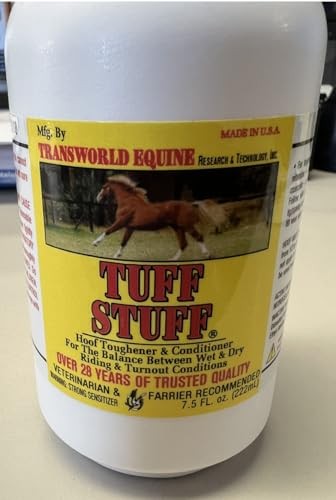 Mfg. By
MADE IN U.S.A.
TRANSWORLD EQUINE RESEARCH & TECHNOLOGY, INC.
TUFF
STUFF®
Hoof Toughener & Conditioner
For The Balance Between Wet & Dry
Riding & Turnout Conditions
OVER 28 YEARS OF TRUSTED QUALITY
VETERINARIAN & FARRIER RECOMMENDED
WARNING: STRONG SENSITIZER
7.5 FL. oz. (222mL)